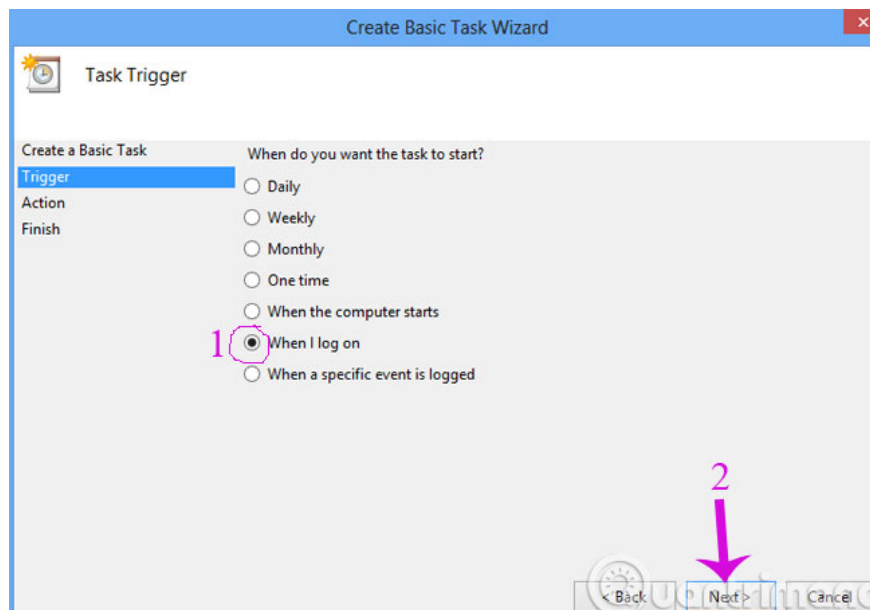 Create Basic Task Wizard
Task Trigger
Create a Basic Task
Trigger
Action
Finish
When do you want the task to start?
Daily
Weekly
Monthly
One time
When the computer starts
1
When I log on
When a specific event is logged
2
< Back
Next >
Cancel